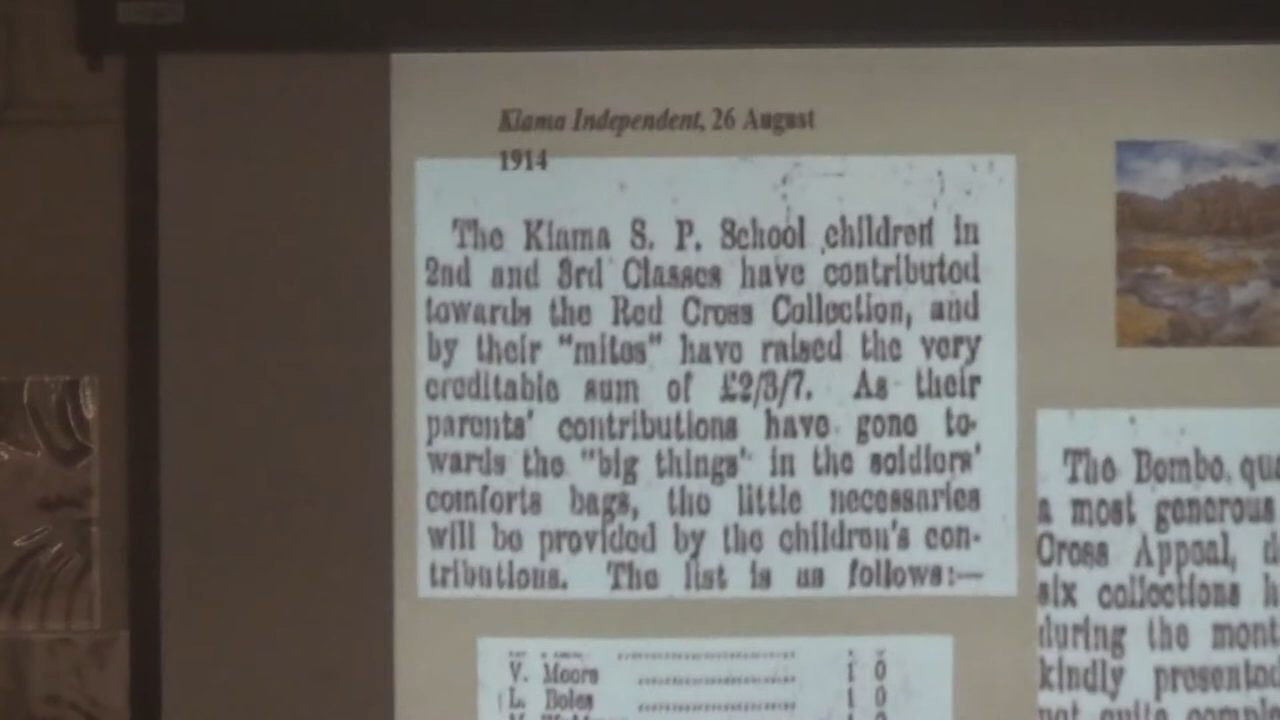 Kiama Independent, 26 August
1914
The Kiama S. P. School children in
2nd and 3rd Classes have contributed
towards the Red Cross Collection, and
by their "mites" have raised the very
creditable sum of £2/3/7. As their
parents' contributions have gone to-
wards the "big things" in the soldiers'
comforts bags, the little necessaries
will be provided by the children's con-
tributions. The list is as follows:—
V. Moore 1 0
L. Boles 1 0
The Bombo
a most generous
Cross Appeal,
six collections
during the
kindly
not quite